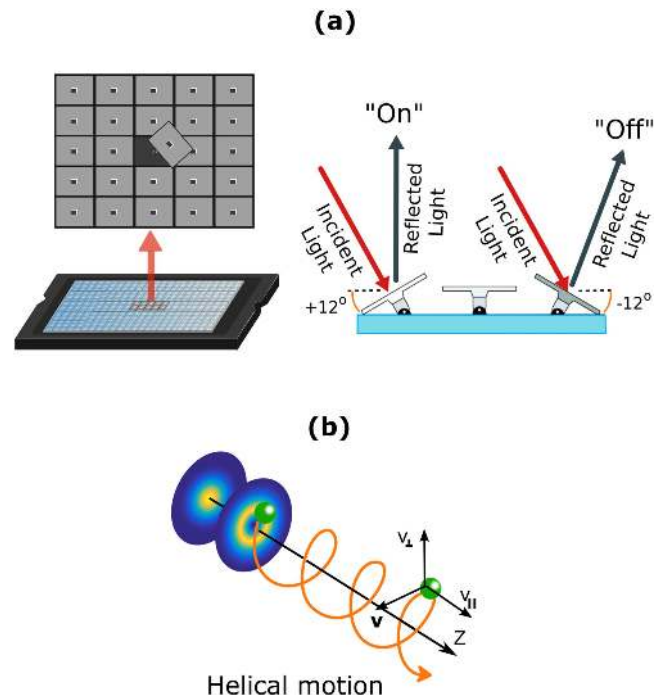 (a)
"On"
"Off"
Incident
Light
Reflected
Light
Incident
Light
Reflected
Light
+12°
-12°
(b)
V⊥
V||
V
Z
Helical motion